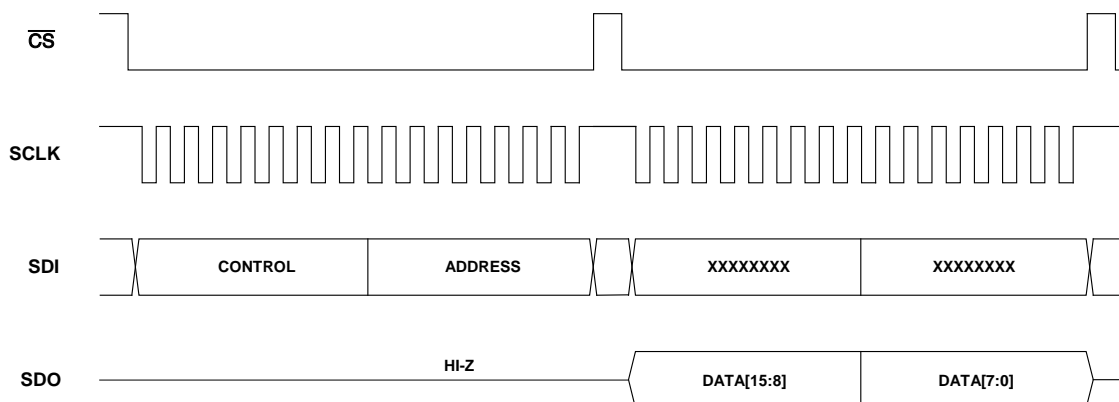 CS
SCLK
SDI
CONTROL
ADDRESS
XXXXXXXX
XXXXXXXX
SDO
HI-Z
DATA[15:8]
DATA[7:0]